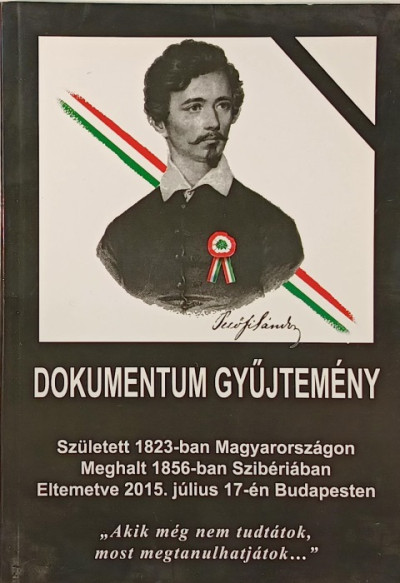 Petőfi Sándor
DOKUMENTUM GYŰJTEMÉNY
Született 1823-ban Magyarországon
Meghalt 1856-ban Szibériában
Eltemetve 2015. július 17-én Budapesten
„Akik még nem tudtátok,
most megtanulhatjátok...”